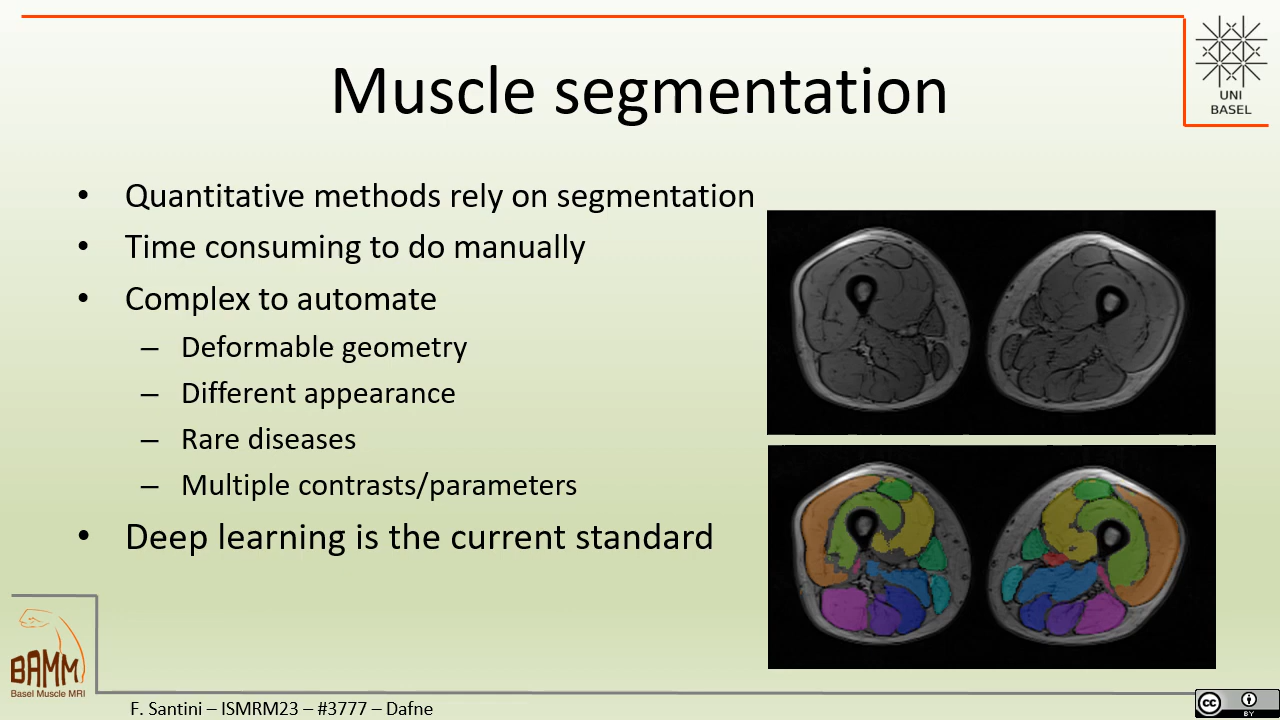 Muscle segmentation
UNI
BASEL
• Quantitative methods rely on segmentation
• Time consuming to do manually
• Complex to automate
– Deformable geometry
– Different appearance
– Rare diseases
– Multiple contrasts/parameters
• Deep learning is the current standard
BAMM
Basel Muscle MRI
F. Santini – ISMRM23 – #3777 – Dafne
cc
BY